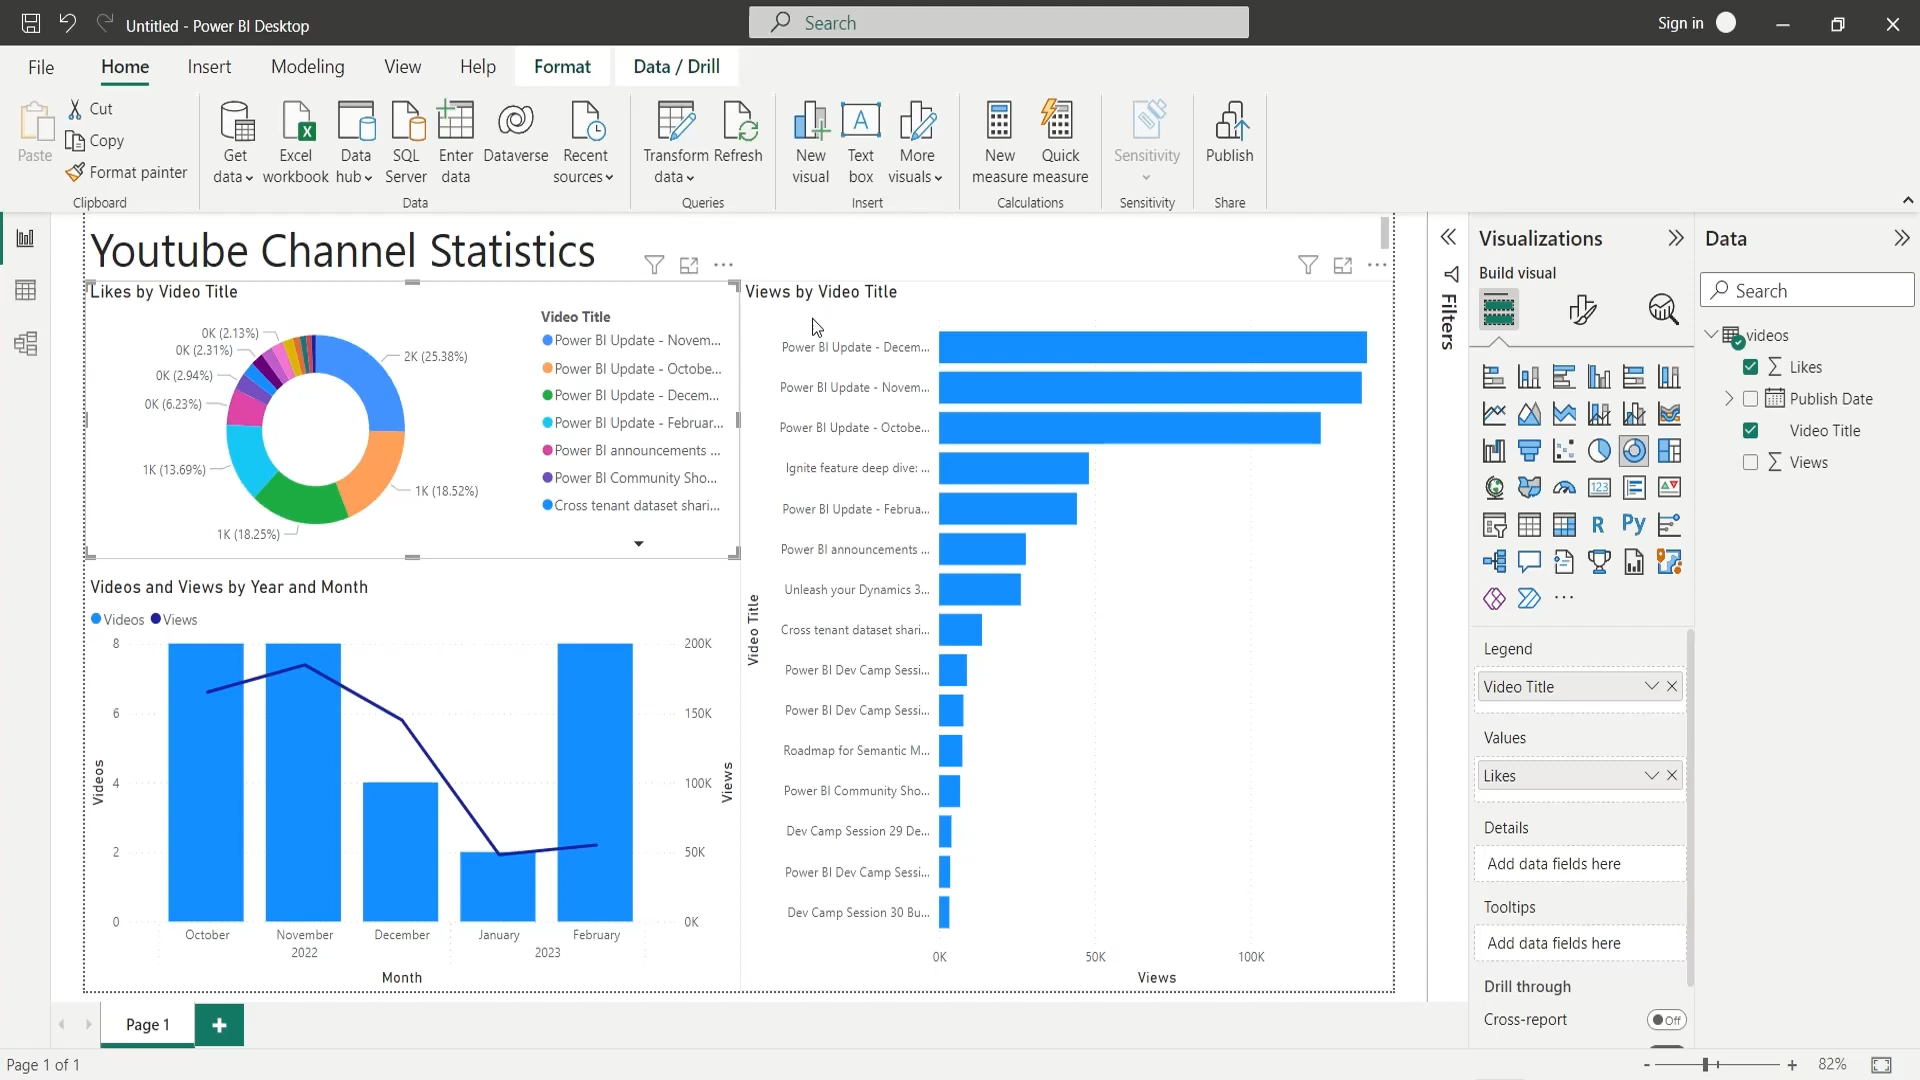 Untitled - Power BI Desktop
Search
Sign in
File
Home
Insert
Modeling
View
Help
Format
Data / Drill
Paste
Cut
Copy
Format painter
Clipboard
Get
data
Excel
workbook
Data
hub
SQL
Server
Enter
data
Dataverse
Recent
sources
Data
Transform
data
Refresh
Queries
New
visual
Text
box
More
visuals
Insert
New
measure
Quick
measure
Calculations
Sensitivity
Sensitivity
Publish
Share
Youtube Channel Statistics
Likes by Video Title
0K (2.13%)
0K (2.31%)
0K (2.94%)
0K (6.23%)
1K (13.69%)
1K (18.25%)
1K (18.52%)
2K (25.38%)
Video Title
Power BI Update - Novem...
Power BI Update - Octobe...
Power BI Update - Decem...
Power BI Update - Februar...
Power BI announcements ...
Power BI Community Sho...
Cross tenant dataset shari...
Videos and Views by Year and Month
Videos Views
8
6
4
2
0
Videos
200K
150K
100K
50K
0K
Views
October
November
December
January
February
2022
2023
Month
Views by Video Title
Video Title
Power BI Update - Decem...
Power BI Update - Novem...
Power BI Update - Octobe...
Ignite feature deep dive: ...
Power BI Update - Februa...
Power BI announcements ...
Unleash your Dynamics 3...
Cross tenant dataset shari...
Power BI Dev Camp Sessi...
Power BI Dev Camp Sessi...
Roadmap for Semantic M...
Power BI Community Sho...
Dev Camp Session 29 De...
Power BI Dev Camp Sessi...
Dev Camp Session 30 Bu...
0K
50K
100K
Views
Filters
Visualizations
Build visual
123
R
Py
Legend
Video Title
Values
Likes
Details
Add data fields here
Tooltips
Add data fields here
Drill through
Cross-report
Off
Data
Search
videos
Likes
Publish Date
Video Title
Views
Page 1
Page 1 of 1
82%